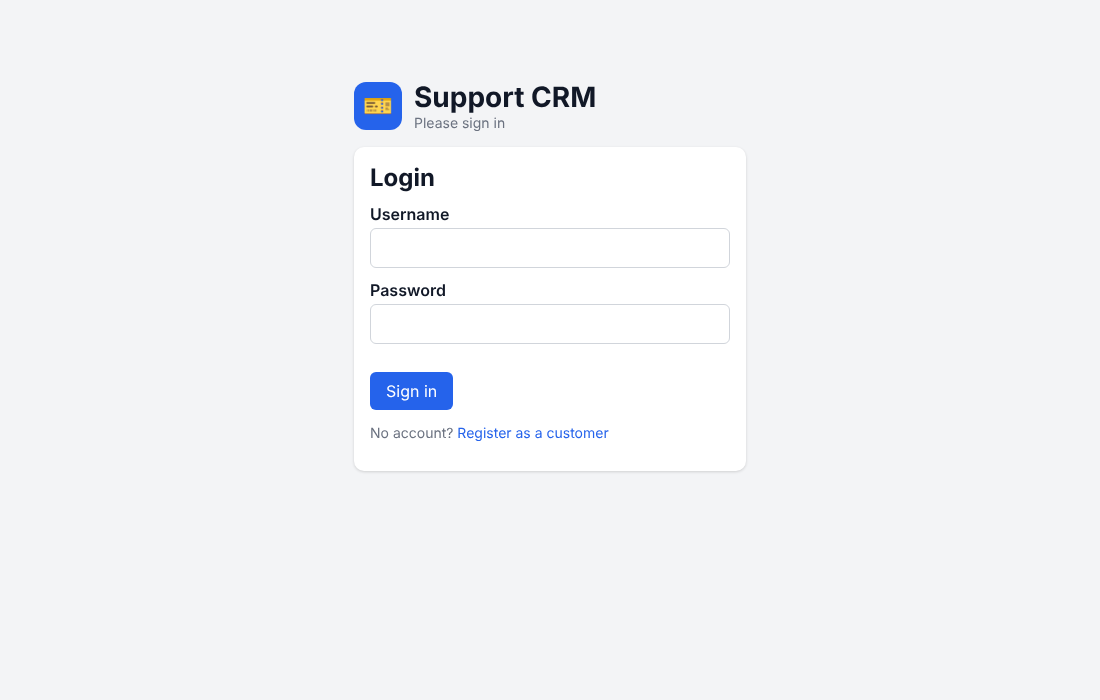 Support CRM
Please sign in
Login
Username
Password
Sign in
No account? Register as a customer